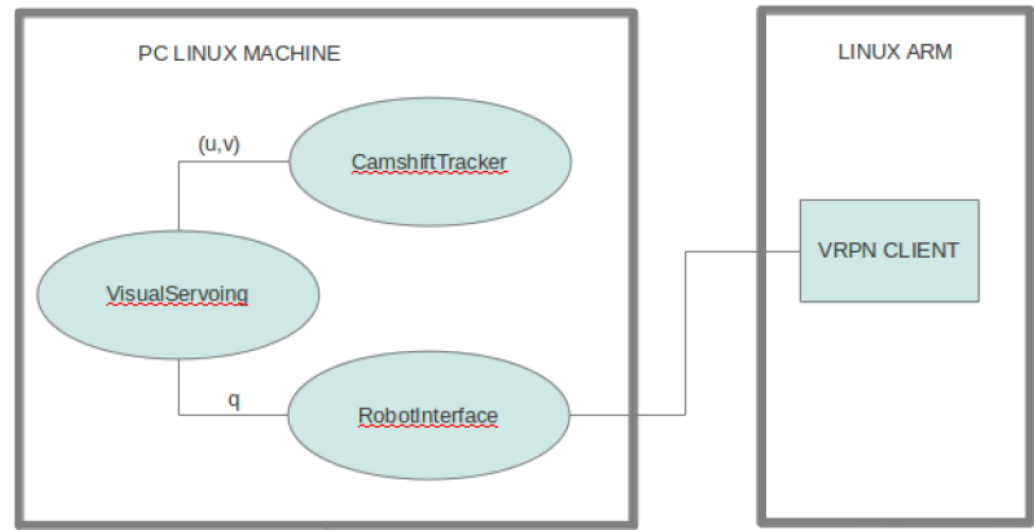 PC LINUX MACHINE
LINUX ARM
(u,v)
CamshiftTracker
VRPN CLIENT
VisualServoing
q
RobotInterface